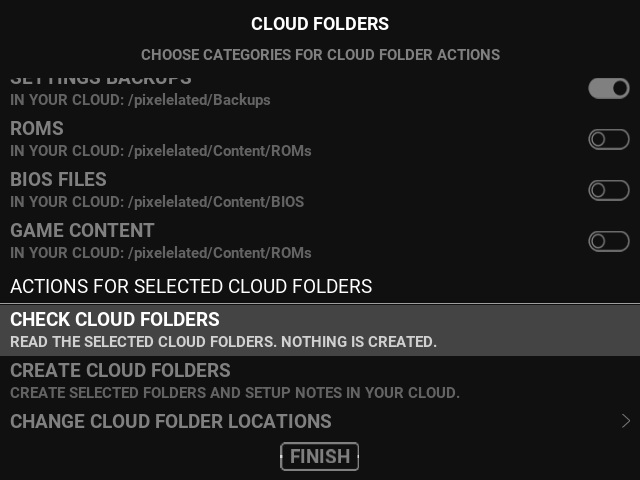 CLOUD FOLDERS
CHOOSE CATEGORIES FOR CLOUD FOLDER ACTIONS
SETTINGS BACKUPS
IN YOUR CLOUD: /pixelelated/Backups
ROMS
IN YOUR CLOUD: /pixelelated/Content/ROMs
BIOS FILES
IN YOUR CLOUD: /pixelelated/Content/BIOS
GAME CONTENT
IN YOUR CLOUD: /pixelelated/Content/ROMs
ACTIONS FOR SELECTED CLOUD FOLDERS
CHECK CLOUD FOLDERS
READ THE SELECTED CLOUD FOLDERS. NOTHING IS CREATED.
CREATE CLOUD FOLDERS
CREATE SELECTED FOLDERS AND SETUP NOTES IN YOUR CLOUD.
CHANGE CLOUD FOLDER LOCATIONS
FINISH